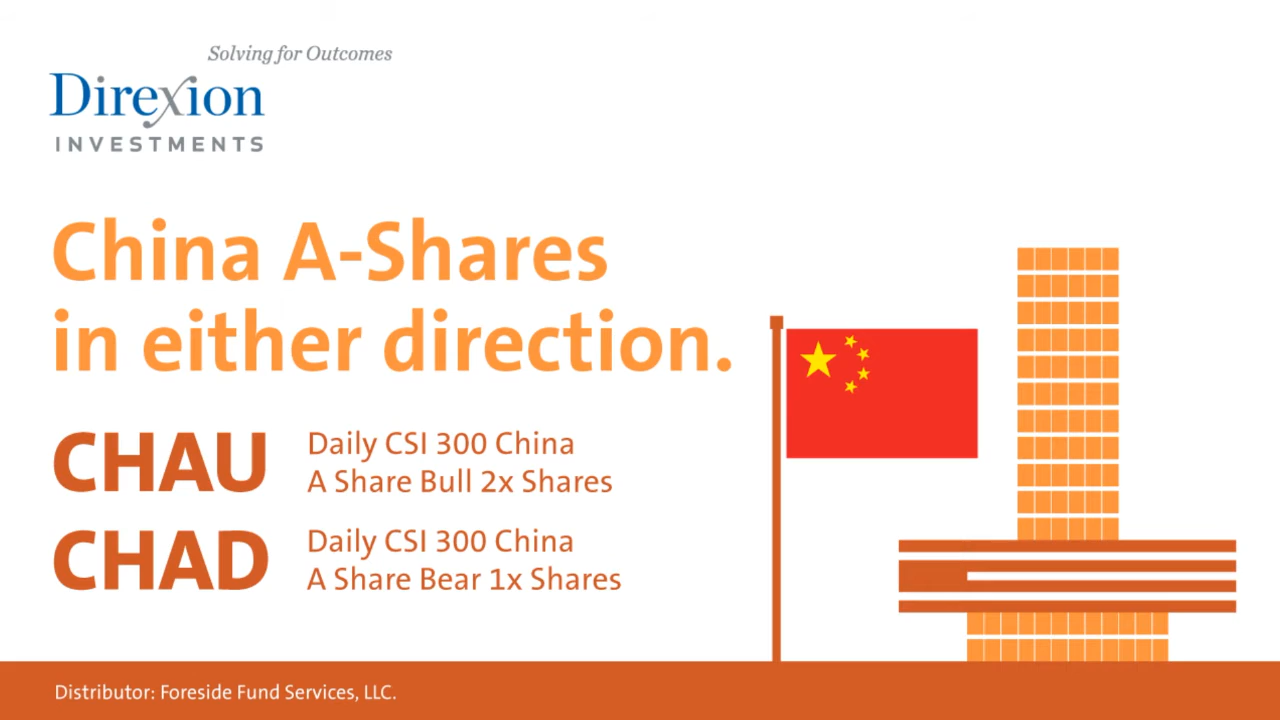 Solving for Outcomes
Direxion
INVESTMENTS
China A-Shares
in either direction.
CHAU
Daily CSI 300 China
A Share Bull 2x Shares
CHAD
Daily CSI 300 China
A Share Bear 1x Shares
Distributor: Foreside Fund Services, LLC.